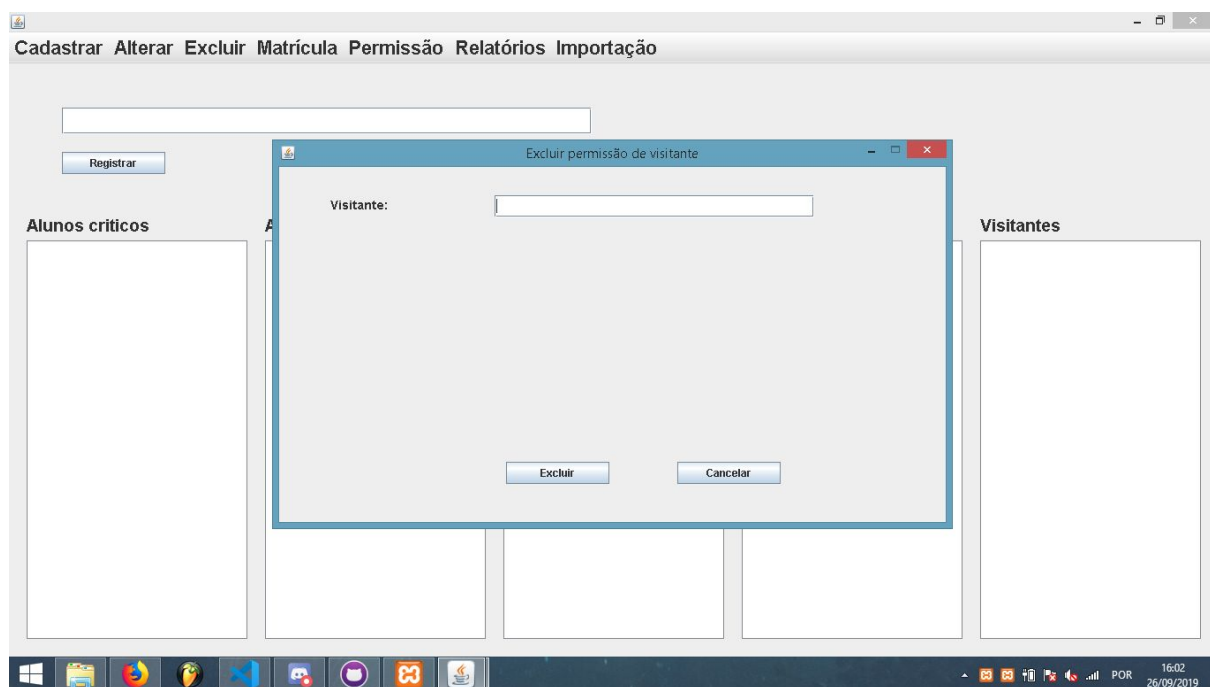 Cadastrar Alterar Excluir Matrícula Permissão Relatórios Importação
Registrar
Excluir permissão de visitante
Visitante:
Alunos criticos
A
Visitantes
Excluir
Cancelar
POR
16:02
26/09/2019